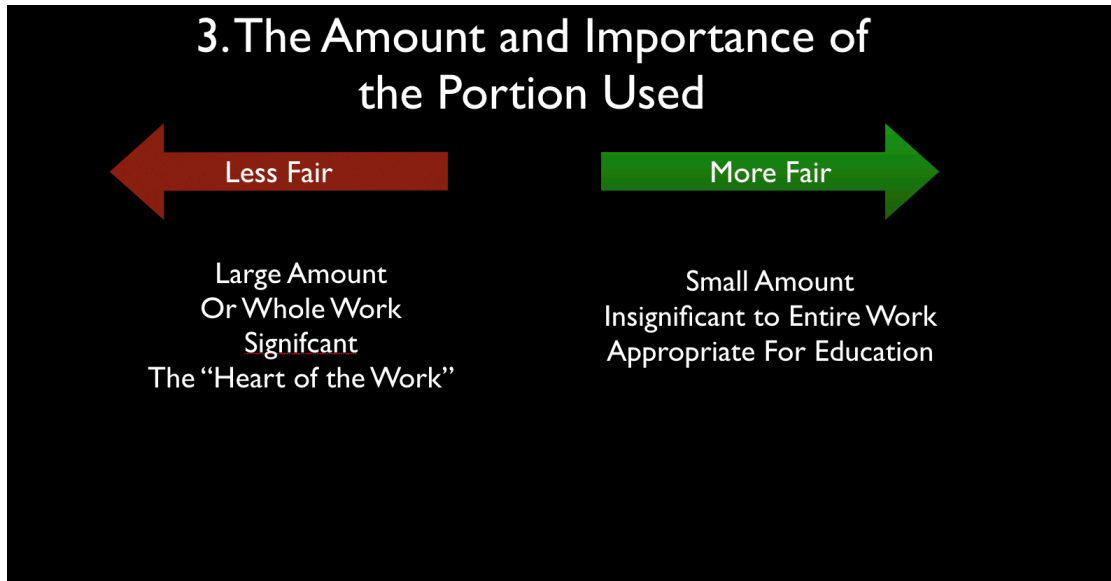 3. The Amount and Importance of
the Portion Used
Less Fair
More Fair
Large Amount
Or Whole Work
Signifcant
The “Heart of the Work”
Small Amount
Insignificant to Entire Work
Appropriate For Education